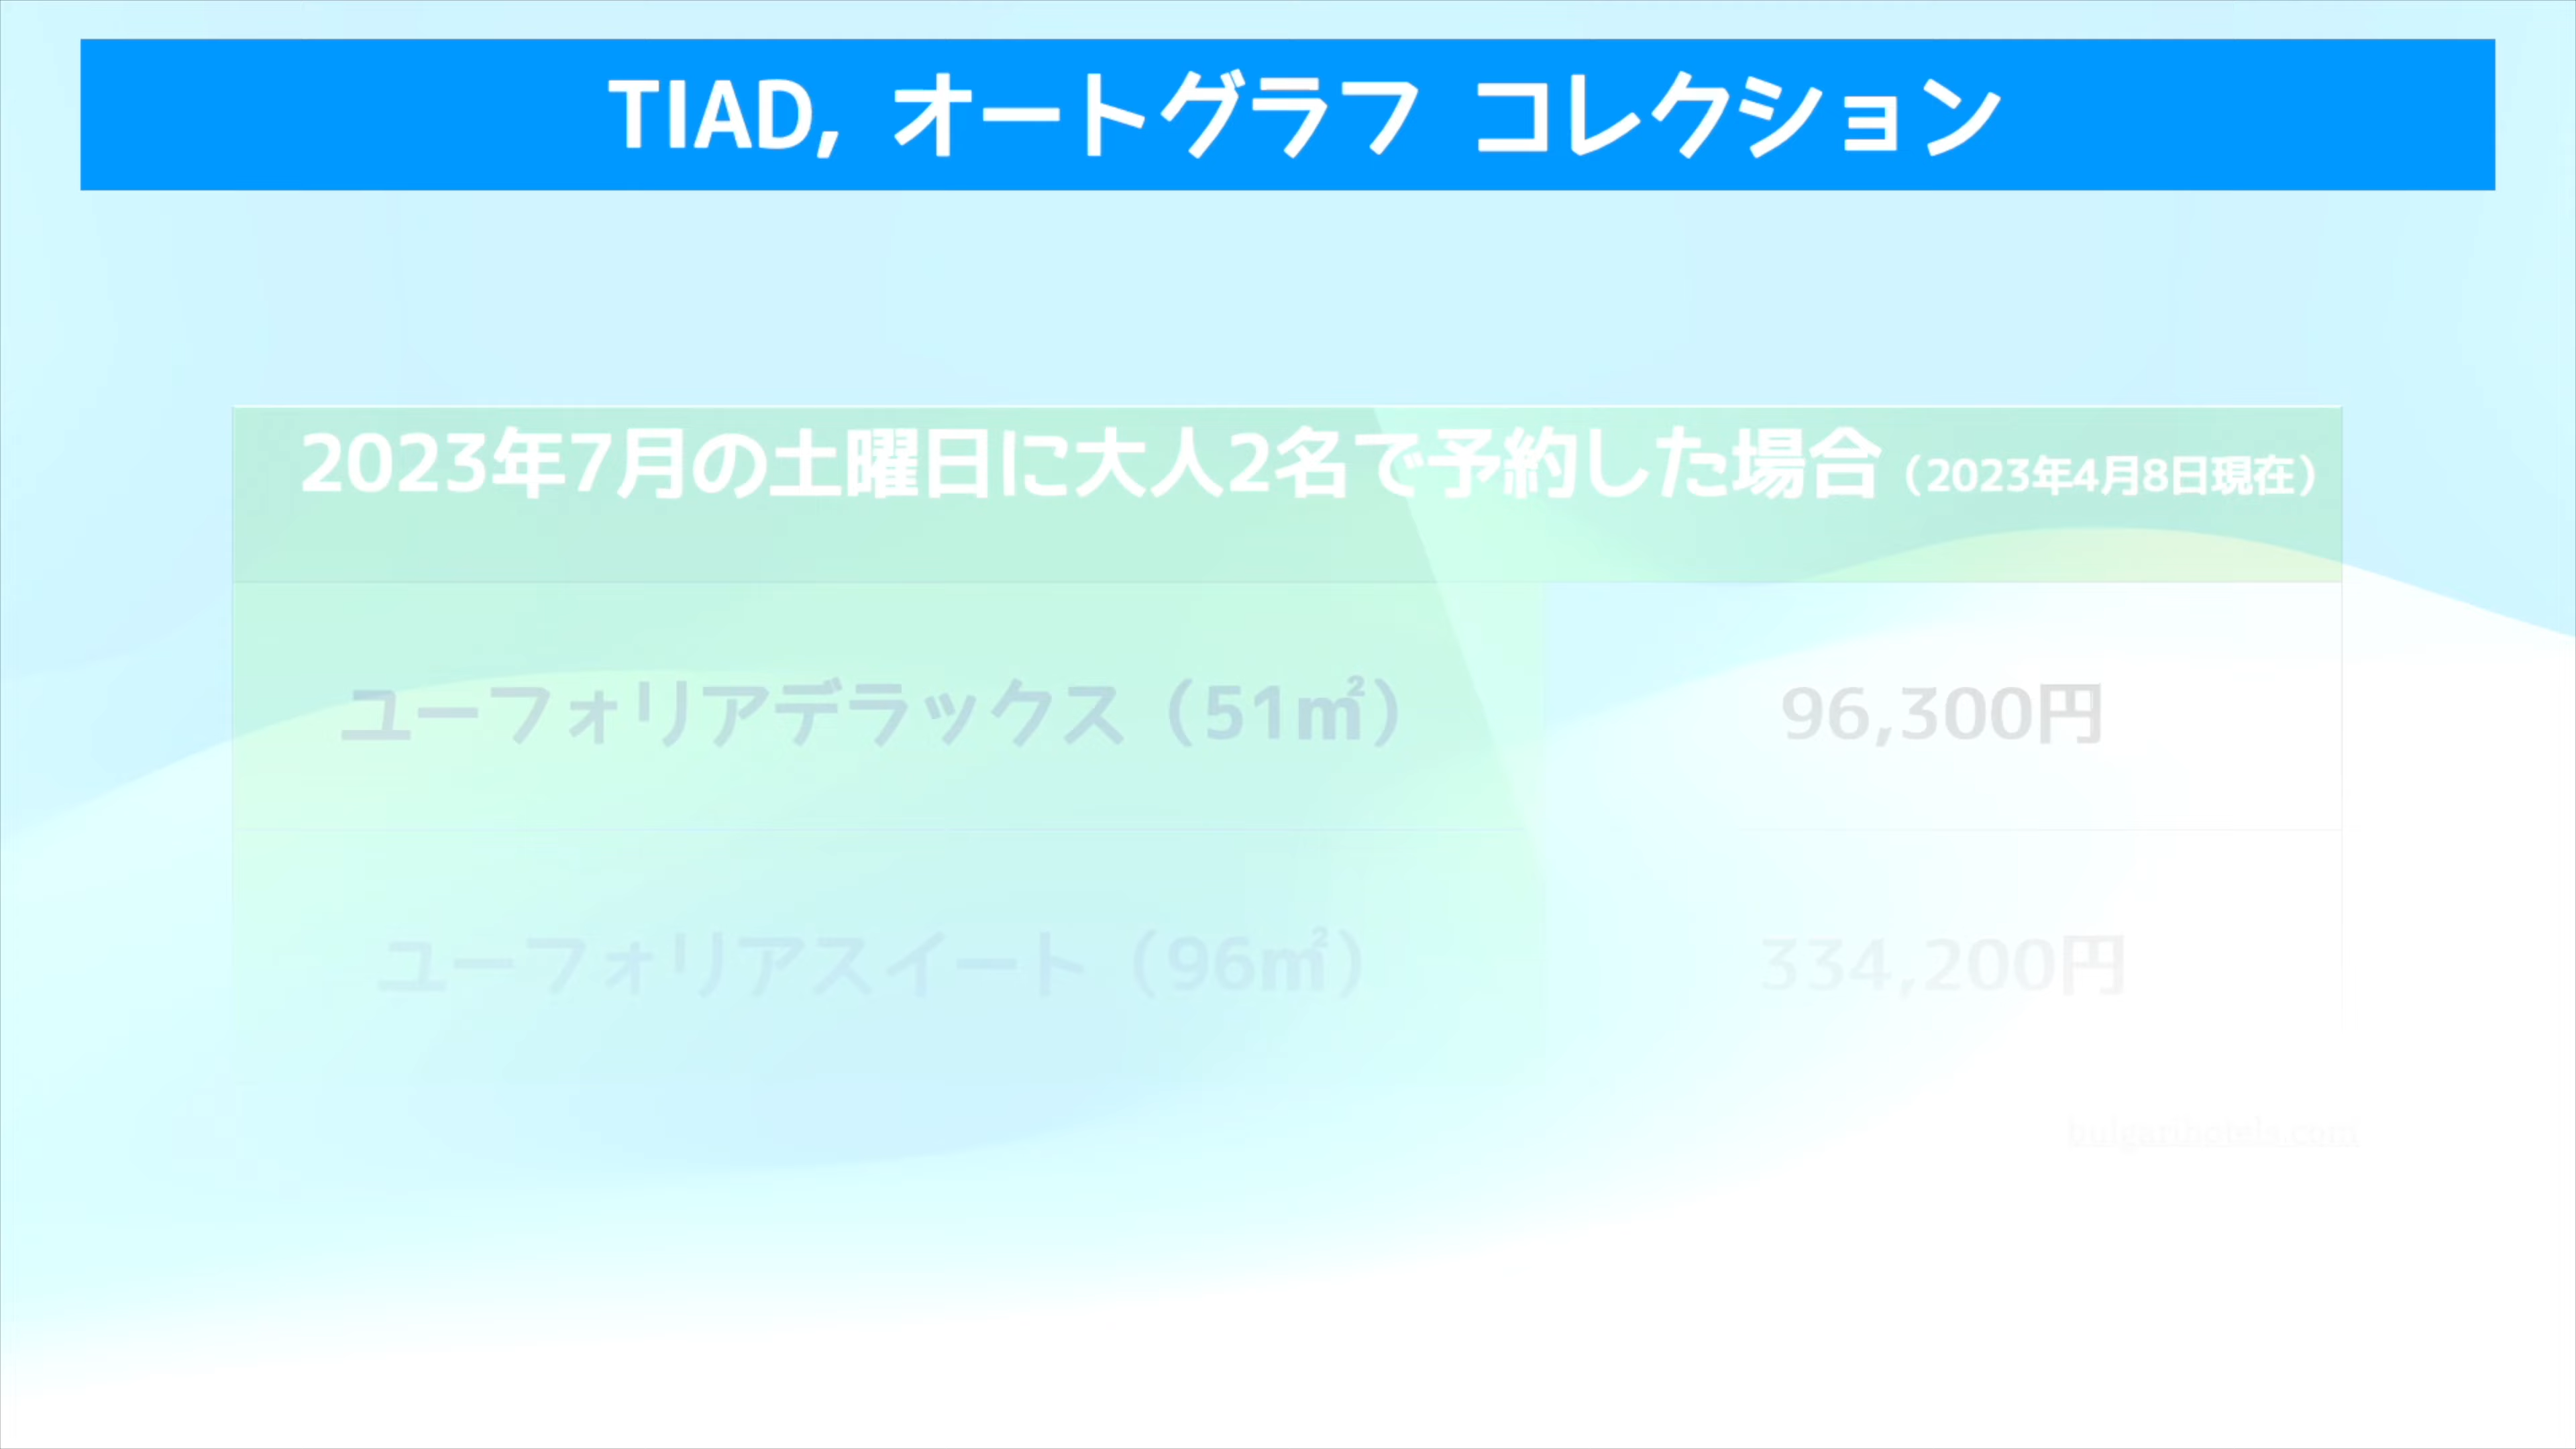 TIAD, オートグラフ コレクション
2023年7月の土曜日に大人2名で予約した場合（2023年4月8日現在）
ユーフォリアデラックス（51㎡） 96,300円
ユーフォリアスイート（96㎡） 334,200円
bulgarihotels.com